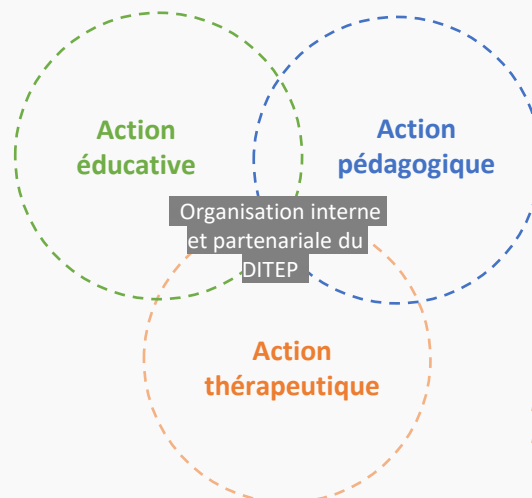 Action
éducative
Action
pédagogique
Organisation interne
et partenariale du
DITEP
Action
thérapeutique